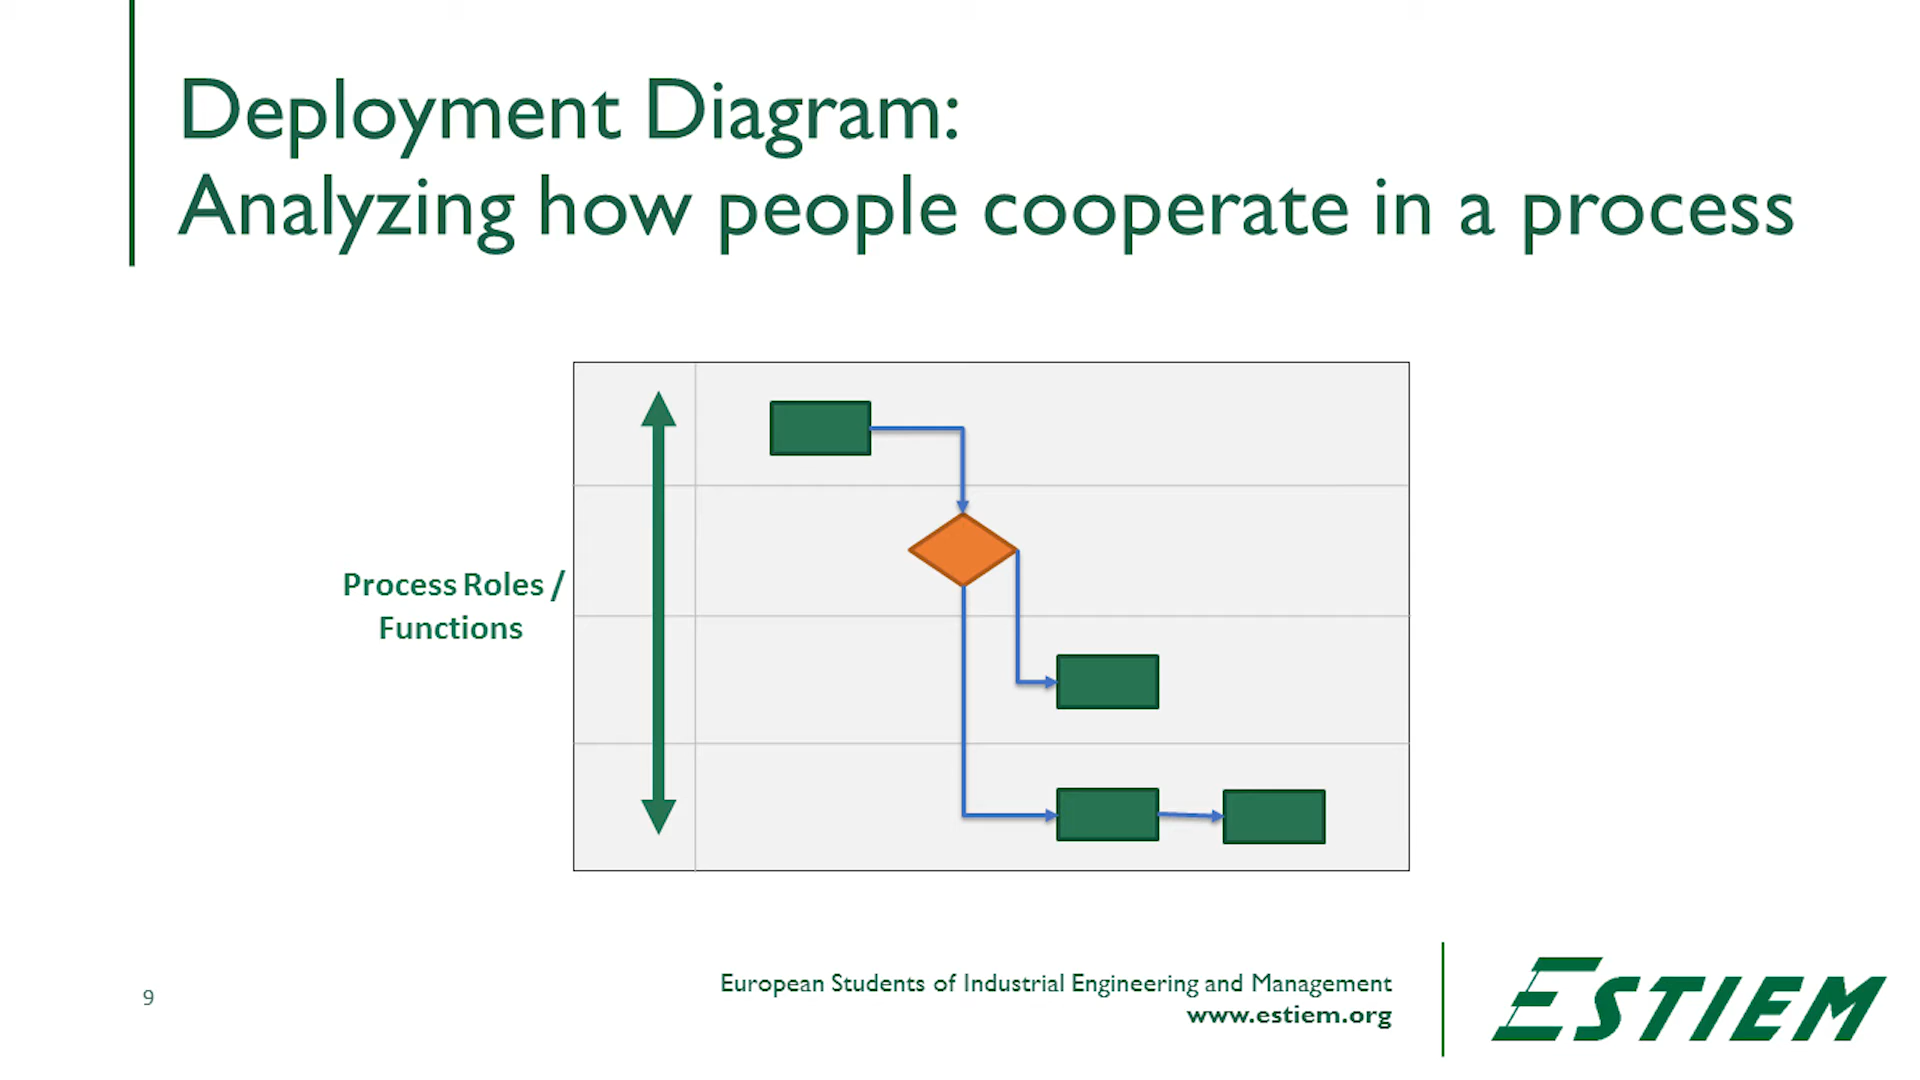 Deployment Diagram:
Analyzing how people cooperate in a process
Process Roles /
Functions
9
European Students of Industrial Engineering and Management
www.estiem.org
ESTIEM